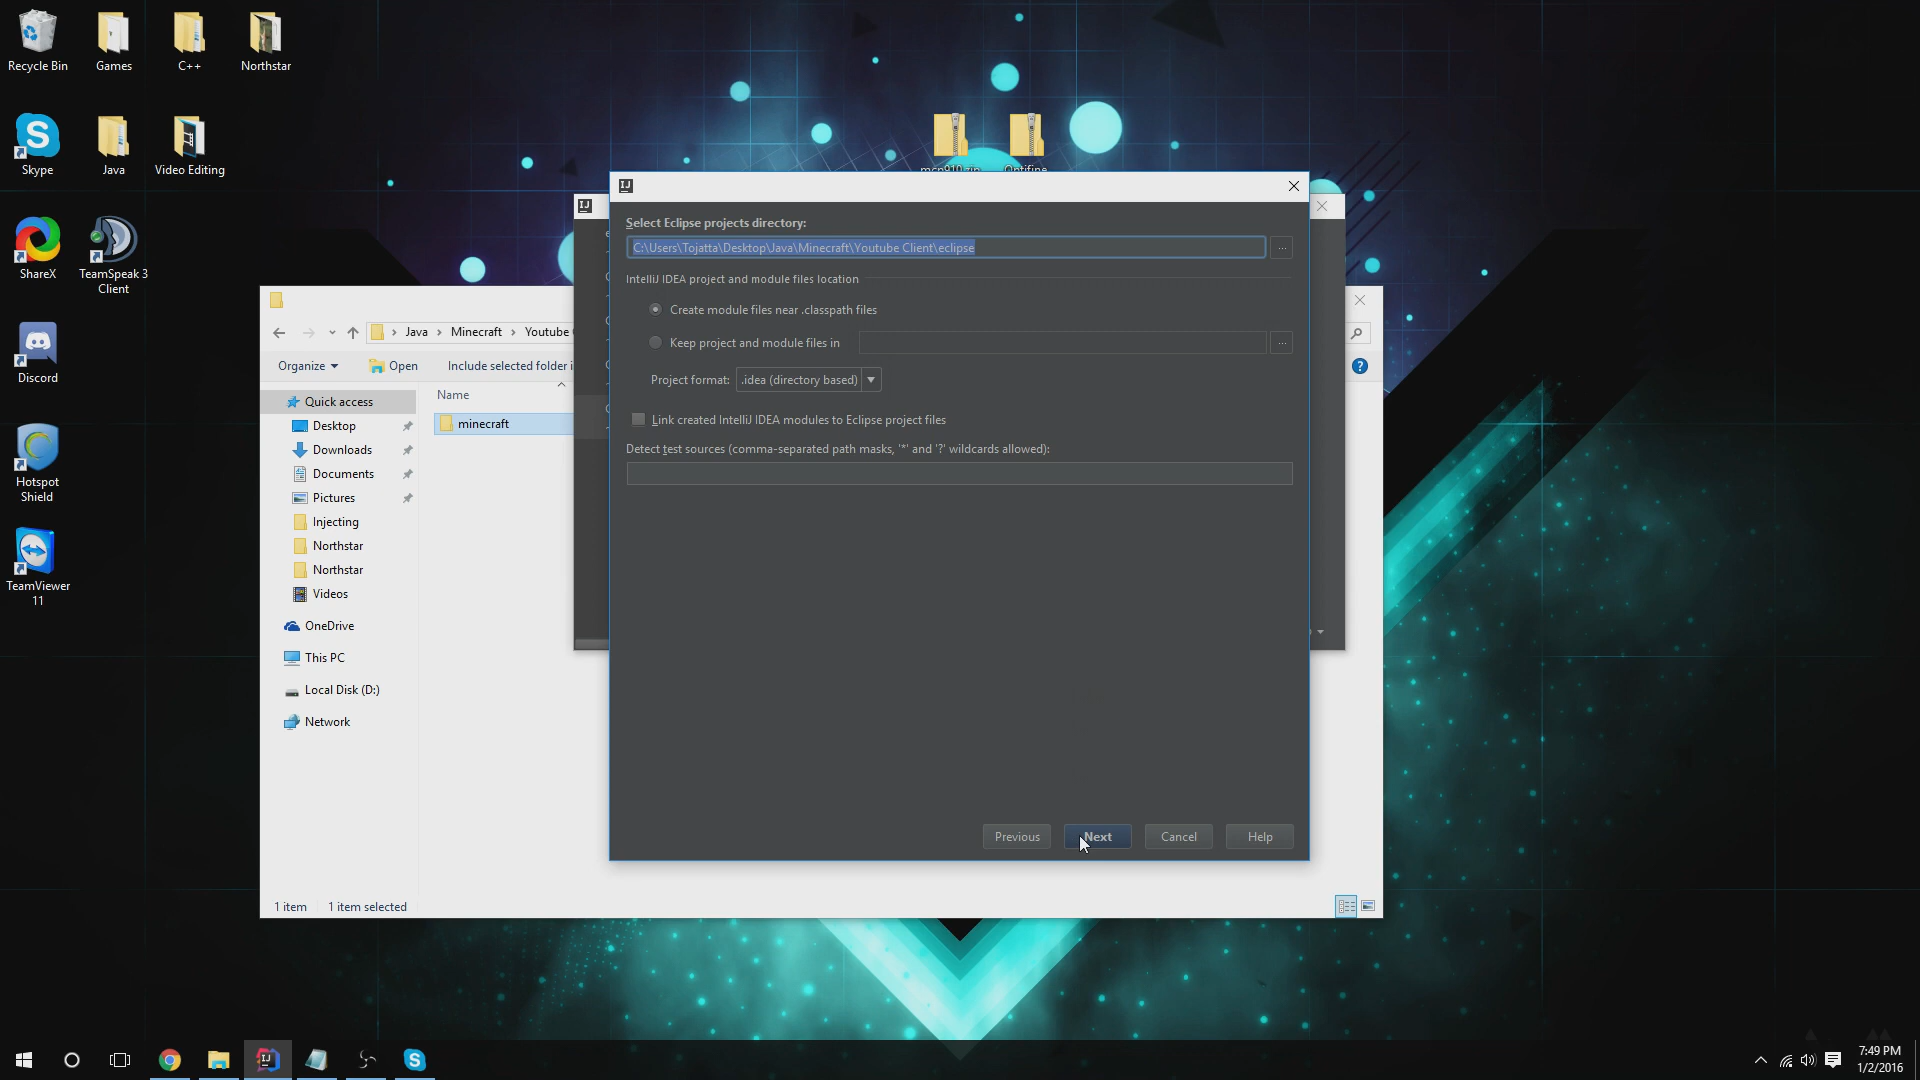 Recycle Bin
Games
C++
Northstar
Skype
Java
Video Editing
ShareX
TeamSpeak 3
Client
Discord
Hotspot
Shield
TeamViewer
11
mcp910.zip
Optifine
IJ
IJ
Select Eclipse projects directory:
C:\Users\Tojatta\Desktop\Java\Minecraft\Youtube Client\eclipse
...
IntelliJ IDEA project and module files location
Create module files near .classpath files
Keep project and module files in
...
Project format: .idea (directory based)
Link created IntelliJ IDEA modules to Eclipse project files
Detect test sources (comma-separated path masks, '*' and '?' wildcards allowed):
Previous
Next
Cancel
Help
Java > Minecraft > Youtube
Organize
Open
Include selected folder i
Name
minecraft
Quick access
Desktop
Downloads
Documents
Pictures
Injecting
Northstar
Northstar
Videos
OneDrive
This PC
Local Disk (D:)
Network
1 item
1 item selected
7:49 PM
1/2/2016